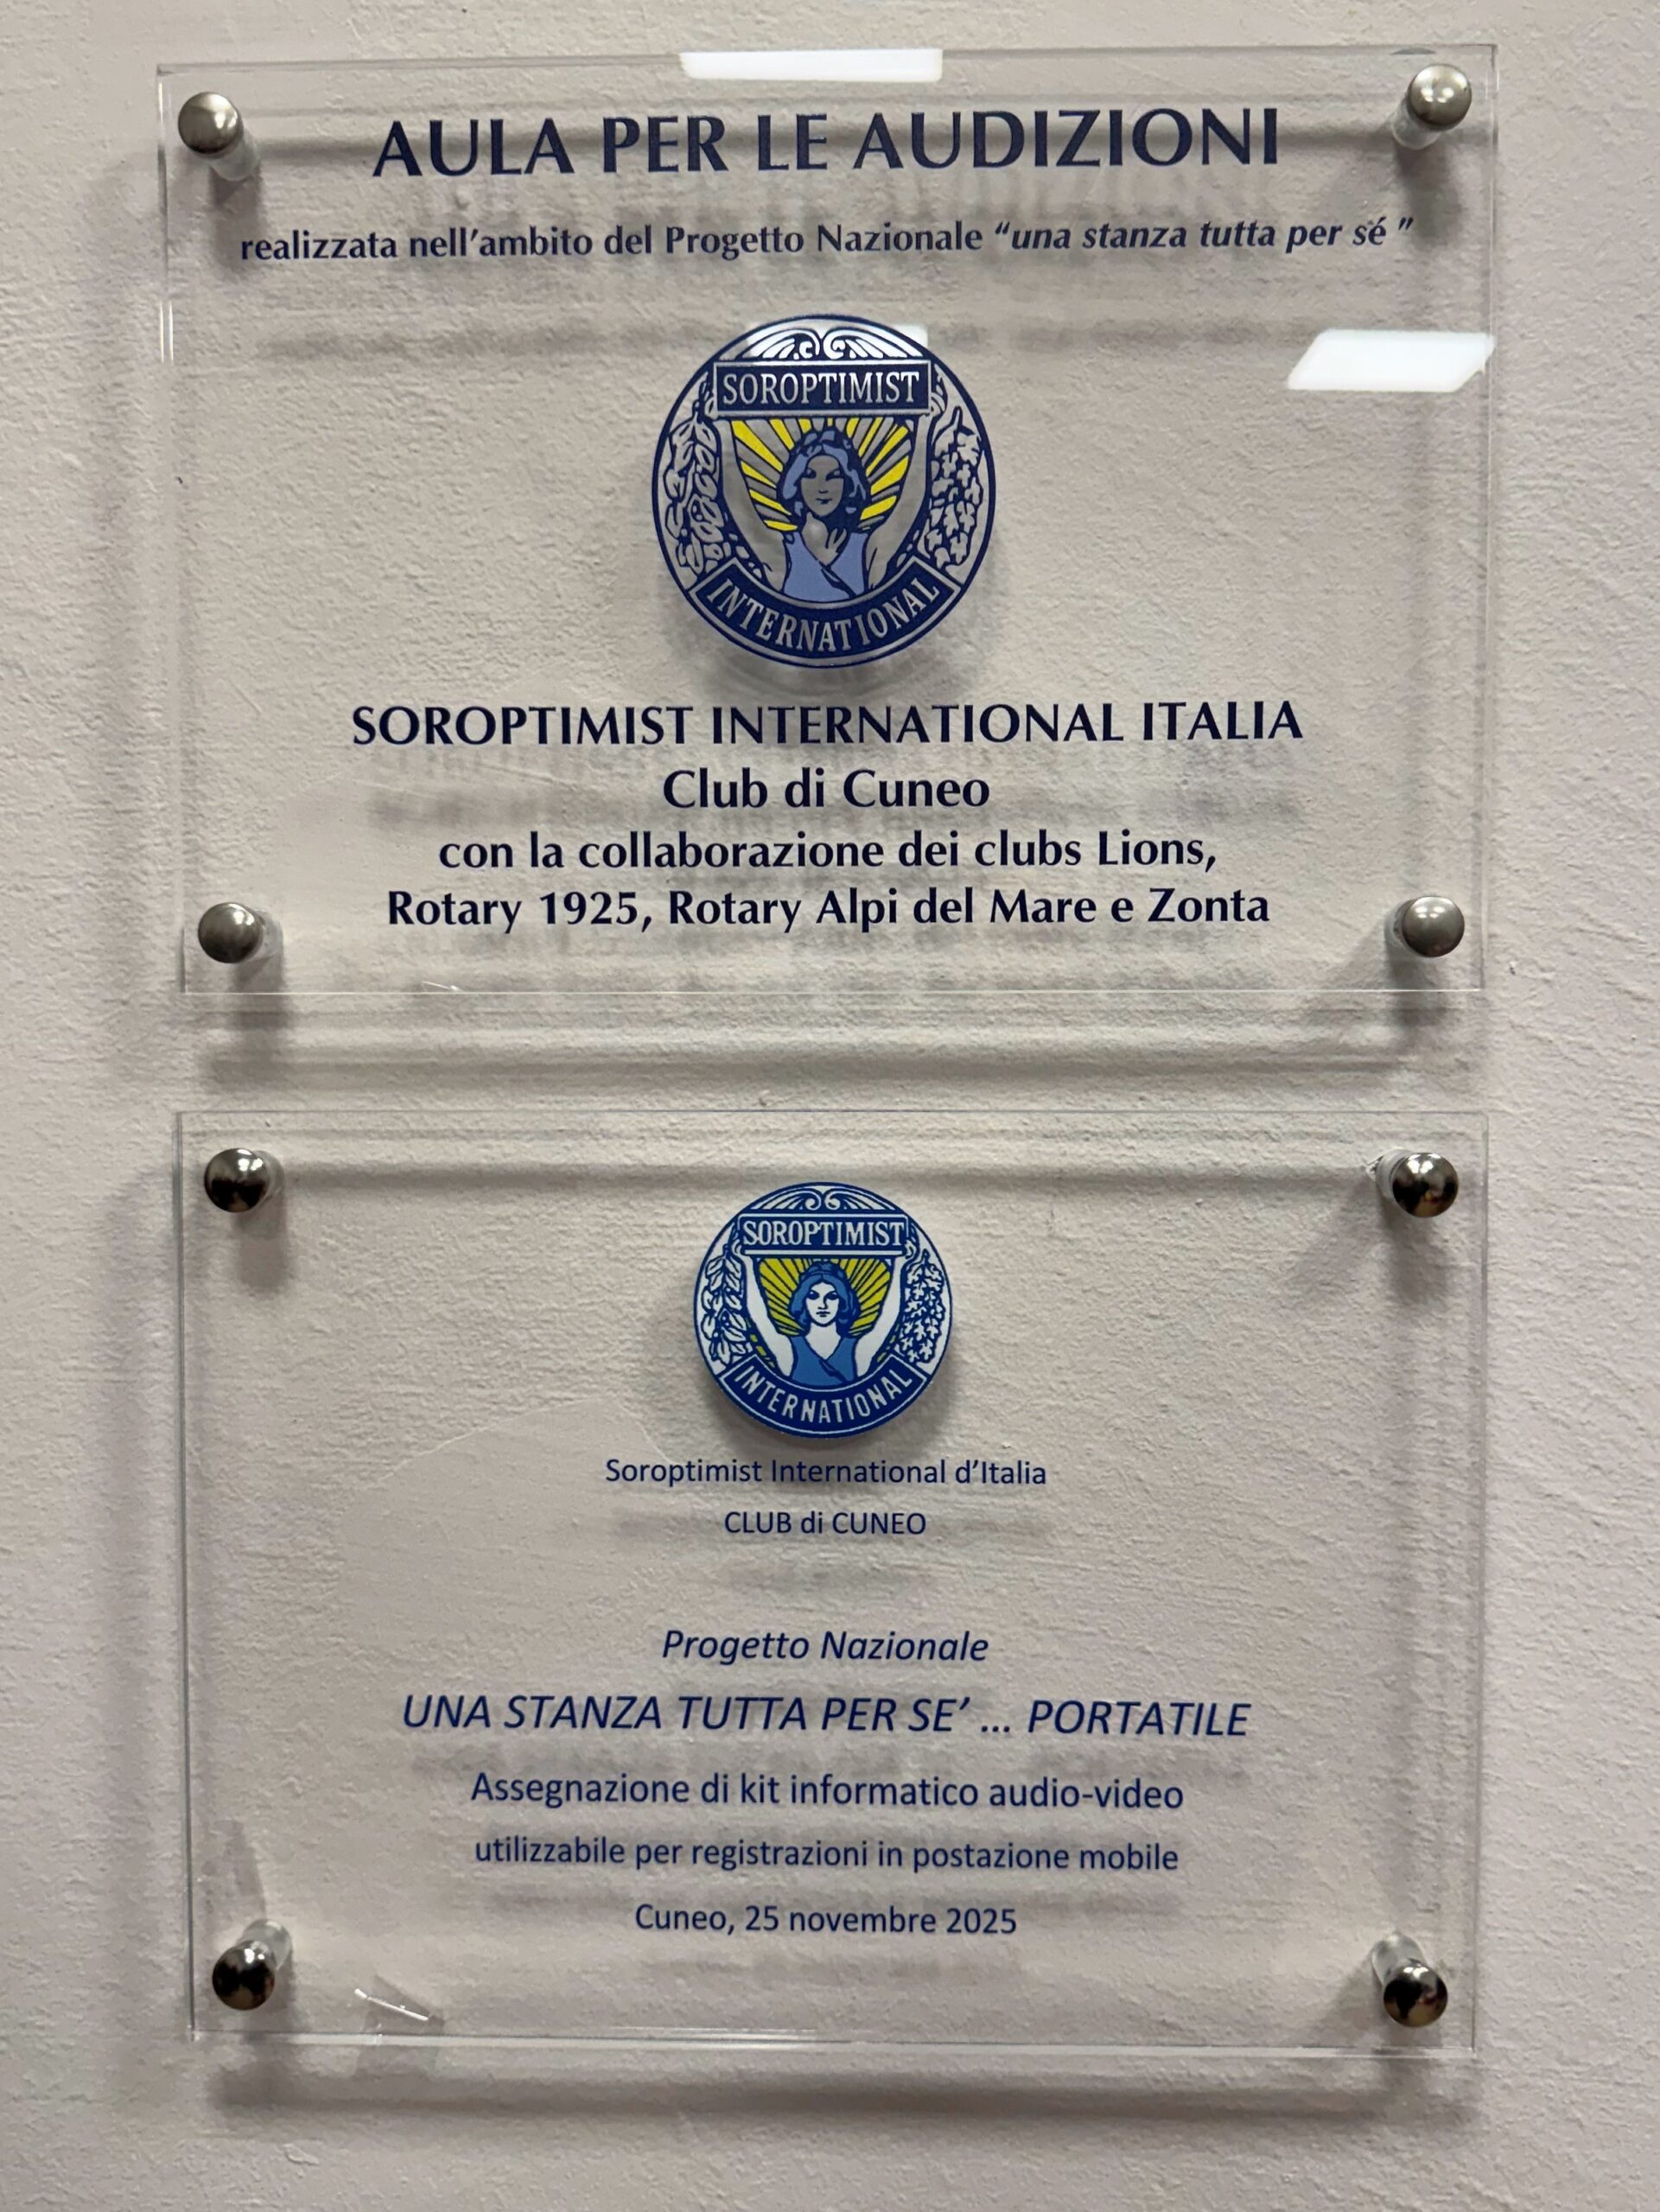 AULA PER LE AUDIZIONI
realizzata nell'ambito del Progetto Nazionale “una stanza tutta per sé ”
SOROPTIMIST
INTERNATIONAL
SOROPTIMIST INTERNATIONAL ITALIA
Club di Cuneo
con la collaborazione dei clubs Lions,
Rotary 1925, Rotary Alpi del Mare e Zonta
SOROPTIMIST
INTERNATIONAL
Soroptimist International d’Italia
CLUB di CUNEO
Progetto Nazionale
UNA STANZA TUTTA PER SE’ ... PORTATILE
Assegnazione di kit informatico audio-video
utilizzabile per registrazioni in postazione mobile
Cuneo, 25 novembre 2025